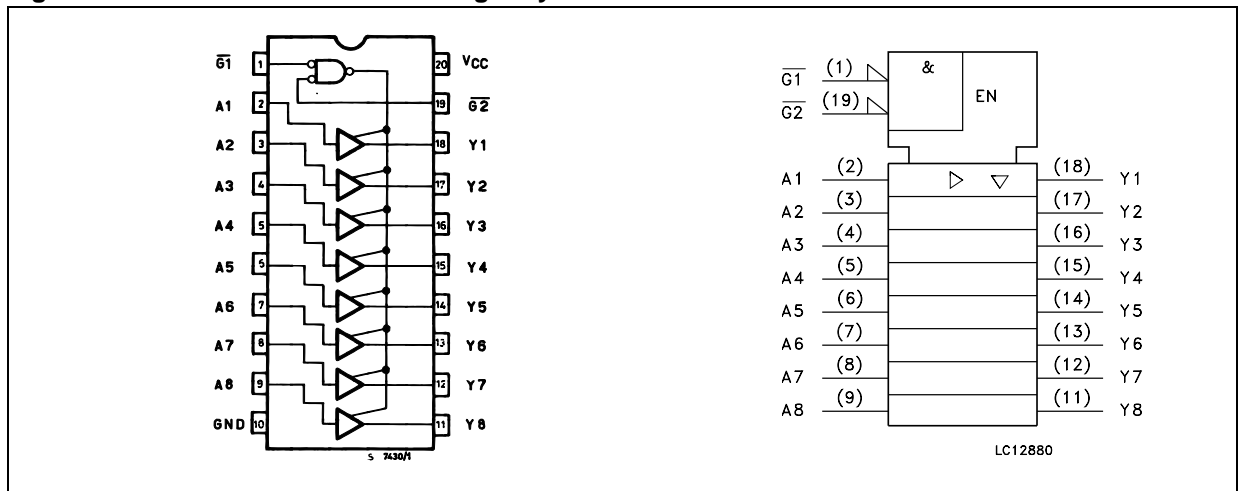 G1 1 20 VCC
A1 2 19 G2
A2 3 18 Y1
A3 4 17 Y2
A4 5 16 Y3
A5 6 15 Y4
A6 7 14 Y5
A7 8 13 Y6
A8 9 12 Y7
GND 10 11 Y8
S 7430/1
G1 (1) &
G2 (19) EN
A1 (2) (18) Y1
A2 (3) (17) Y2
A3 (4) (16) Y3
A4 (5) (15) Y4
A5 (6) (14) Y5
A6 (7) (13) Y6
A7 (8) (12) Y7
A8 (9) (11) Y8
LC12880